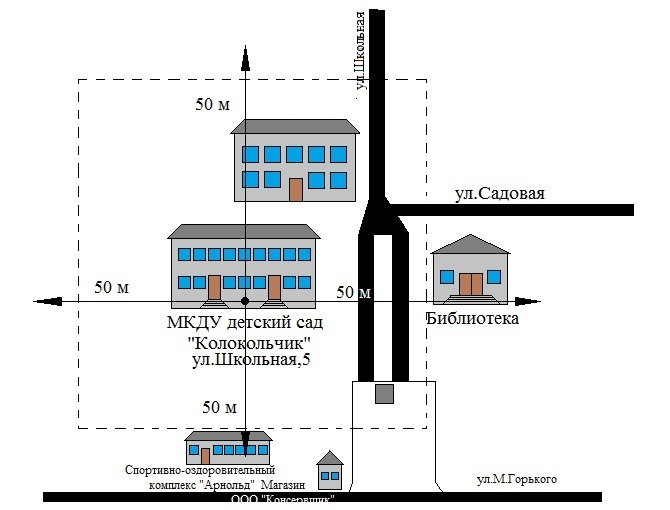 ул.Школьная
50 м
ул.Садовая
50 м
50 м
МКДУ детский сад
"Колокольчик"
ул.Школьная,5
Библиотека
50 м
Спортивно-оздоровительный
комплекс "Арнольд" Магазин
ул.М.Горького
ООО "Консервщик"